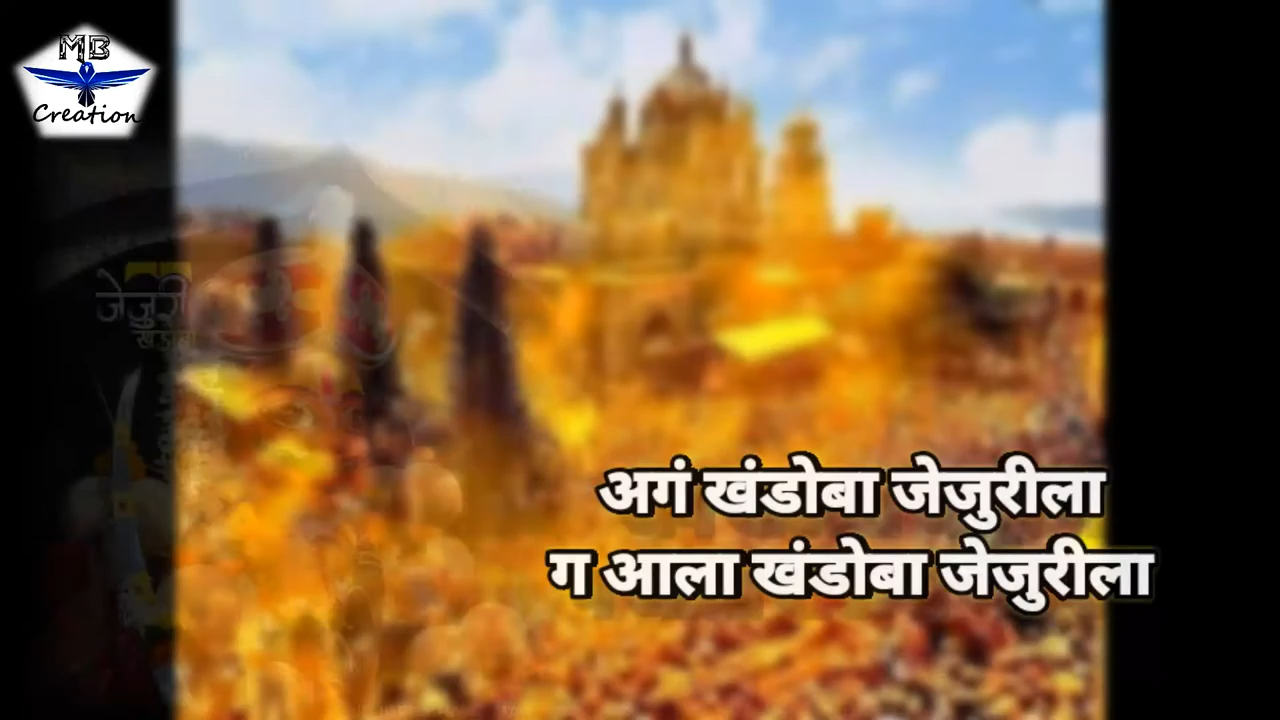 MB
Creation
जेजुरी
खंडोबा
अगं खंडोबा जेजुरीला
ग आला खंडोबा जेजुरीला